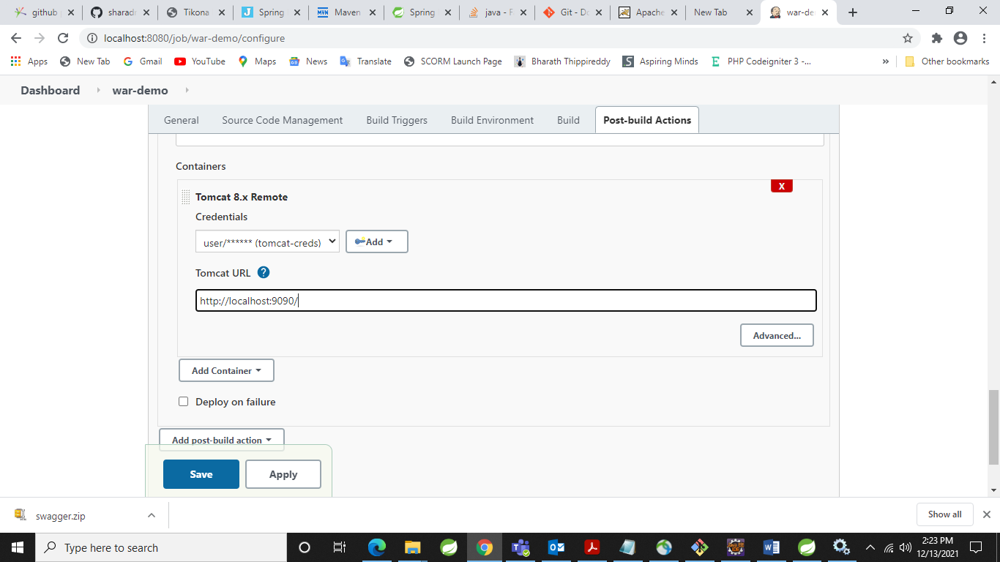 github
sharadr
Tikona
Spring
Maven
Spring
java - F
Git - Do
Apache
New Tab
war-de
localhost:8080/job/war-demo/configure
Apps
New Tab
Gmail
YouTube
Maps
News
Translate
SCORM Launch Page
Bharath Thippireddy
Aspiring Minds
PHP Codeigniter 3 -...
»
Other bookmarks
Dashboard
war-demo
General
Source Code Management
Build Triggers
Build Environment
Build
Post-build Actions
Containers
X
Tomcat 8.x Remote
Credentials
user/****** (tomcat-creds)
Add
Tomcat URL
?
http://localhost:9090/
Advanced...
Add Container
Deploy on failure
Add post-build action
Save
Apply
swagger.zip
Show all
Type here to search
2:23 PM
12/13/2021